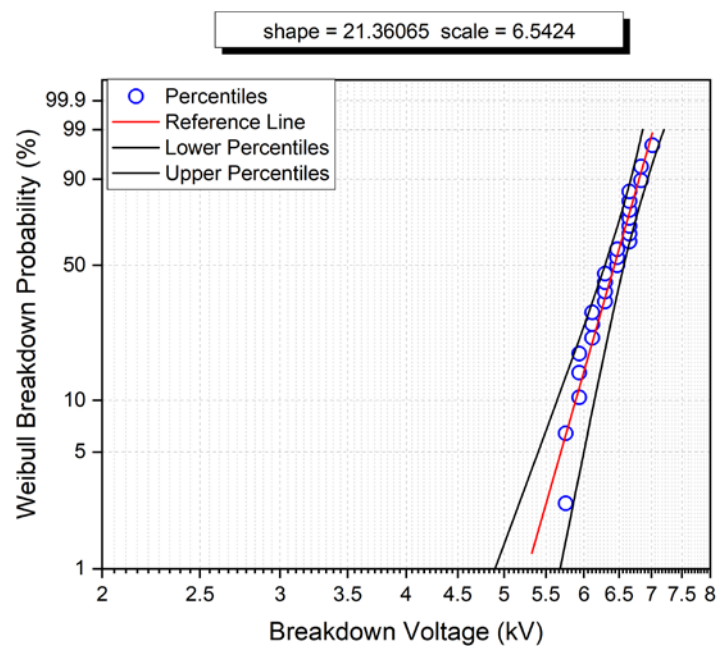 shape = 21.36065 scale = 6.5424
Percentiles
Reference Line
Lower Percentiles
Upper Percentiles
99.9
99
90
50
10
5
1
Weibull Breakdown Probability (%)
2 2.5 3 3.5 4 4.5 5 5.5 6 6.5 7 7.5 8
Breakdown Voltage (kV)